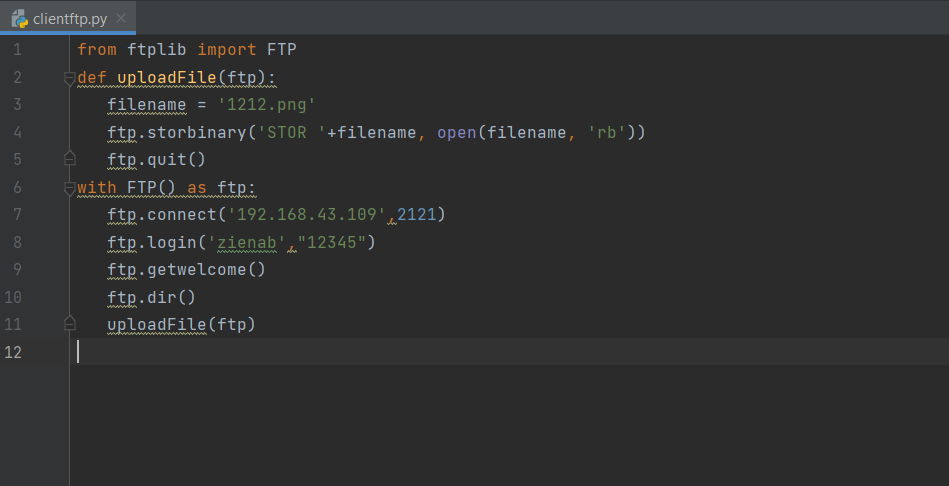 clientftp.py
1 from ftplib import FTP
2 def uploadFile(ftp):
3 filename = '1212.png'
4 ftp.storbinary('STOR '+filename, open(filename, 'rb'))
5 ftp.quit()
6 with FTP() as ftp:
7 ftp.connect('192.168.43.109',2121)
8 ftp.login('zienab',"12345")
9 ftp.getwelcome()
10 ftp.dir()
11 uploadFile(ftp)
12